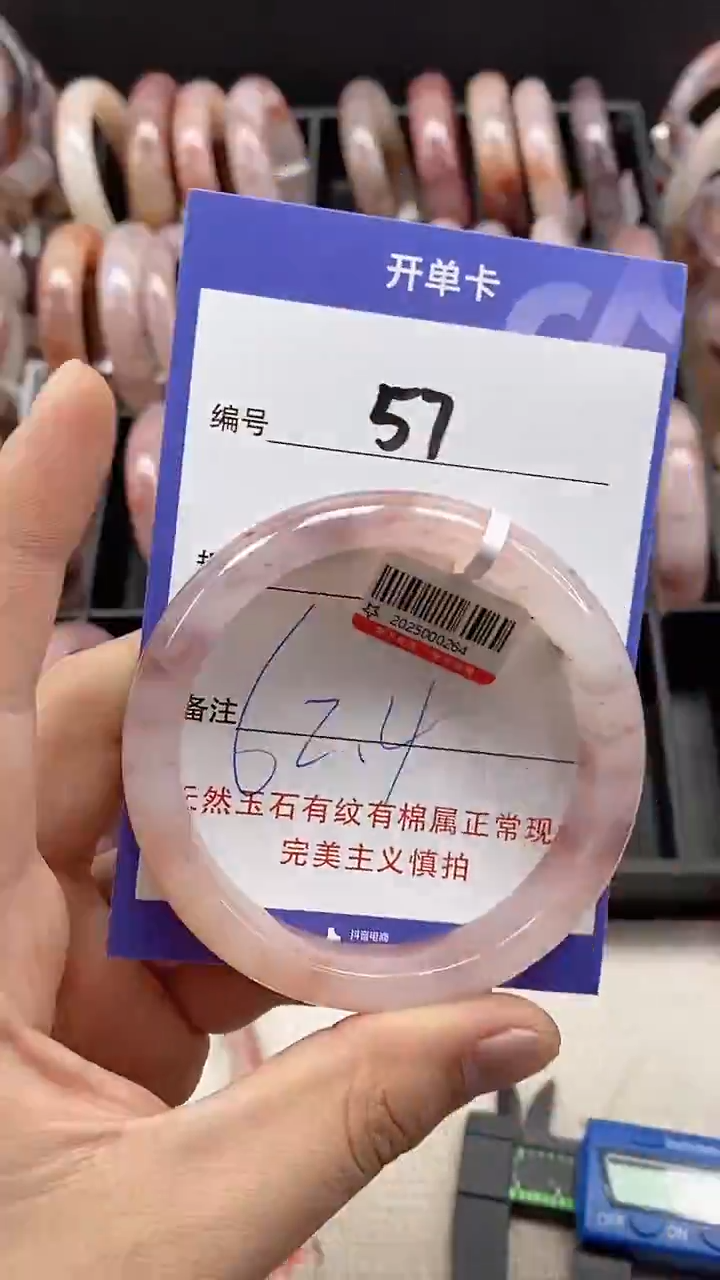 开单卡
编号 57
2025000264
备注 62.4
然玉石有纹有棉属正常现
完美主义慎拍
抖音电商
ON